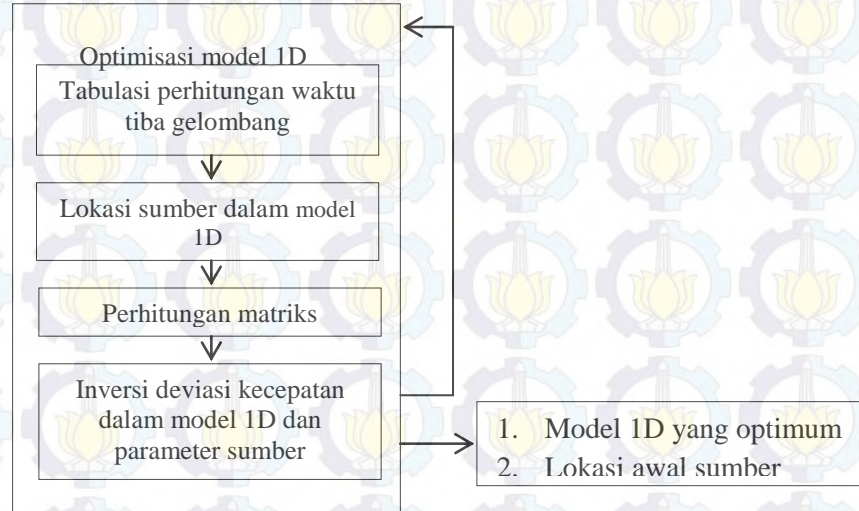 Optimisasi model 1D
Tabulasi perhitungan waktu
tiba gelombang
Lokasi sumber dalam model
1D
Perhitungan matriks
Inversi deviasi kecepatan
dalam model 1D dan
parameter sumber
1. Model 1D yang optimum
2. Lokasi awal sumber